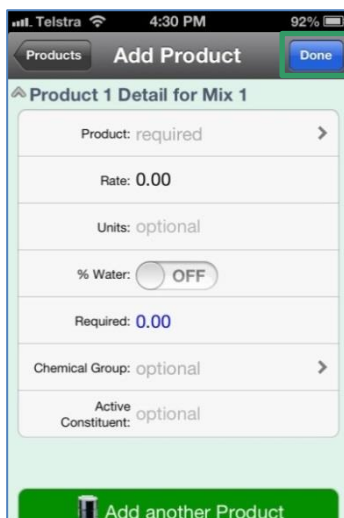 Telstra 4:30 PM 92%
Products Add Product Done
Product 1 Detail for Mix 1
Product: required
Rate: 0.00
Units: optional
% Water: OFF
Required: 0.00
Chemical Group: optional
Active
Constituent: optional
Add another Product